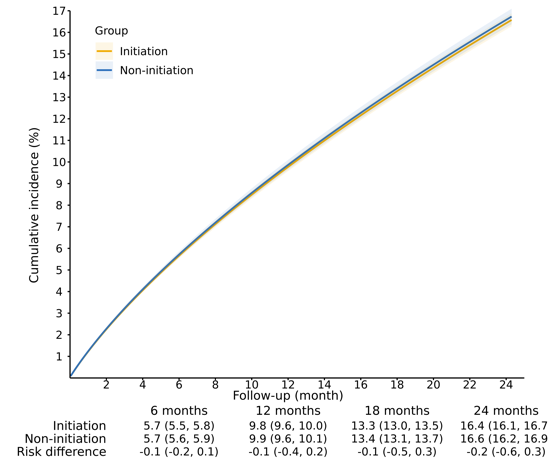 17
16
15
14
13
12
11
10
9
8
7
6
5
4
3
2
1
Cumulative incidence (%)
Group
Initiation
Non-initiation
2 4 6 8 10 12 14 16 18 20 22 24
Follow-up (month)
6 months 12 months 18 months 24 months
Initiation 5.7 (5.5, 5.8) 9.8 (9.6, 10.0) 13.3 (13.0, 13.5) 16.4 (16.1, 16.7
Non-initiation 5.7 (5.6, 5.9) 9.9 (9.6, 10.1) 13.4 (13.1, 13.7) 16.6 (16.2, 16.9
Risk difference -0.1 (-0.2, 0.1) -0.1 (-0.4, 0.2) -0.1 (-0.5, 0.3) -0.2 (-0.6, 0.3)